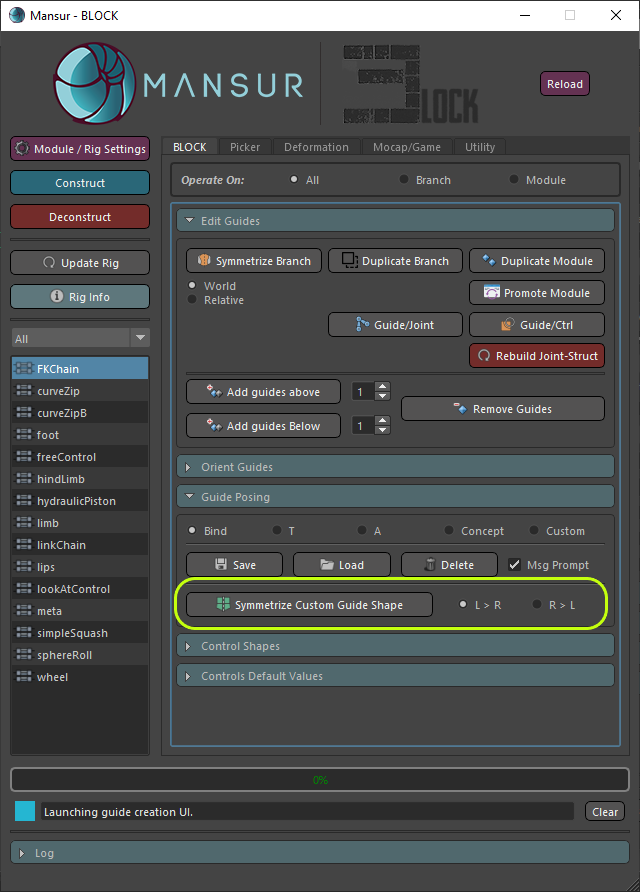 Mansur - BLOCK
MANSUR BLOCK
Reload
Module / Rig Settings
Construct
Deconstruct
Update Rig
Rig Info
All
FKChain
curveZip
curveZipB
foot
freeControl
hindLimb
hydraulicPiston
limb
linkChain
lips
lookAtControl
meta
simpleSquash
sphereRoll
wheel
BLOCK Picker Deformation Mocap/Game Utility
Operate On: All Branch Module
Edit Guides
Symmetrize Branch Duplicate Branch Duplicate Module
World
Relative
Promote Module
Guide/Joint Guide/Ctrl
Rebuild Joint-Struct
Add guides above 1
Remove Guides
Add guides Below 1
Orient Guides
Guide Posing
Bind T A Concept Custom
Save Load Delete Msg Prompt
Symmetrize Custom Guide Shape L > R R > L
Control Shapes
Controls Default Values
0%
Launching guide creation UI.
Clear
Log